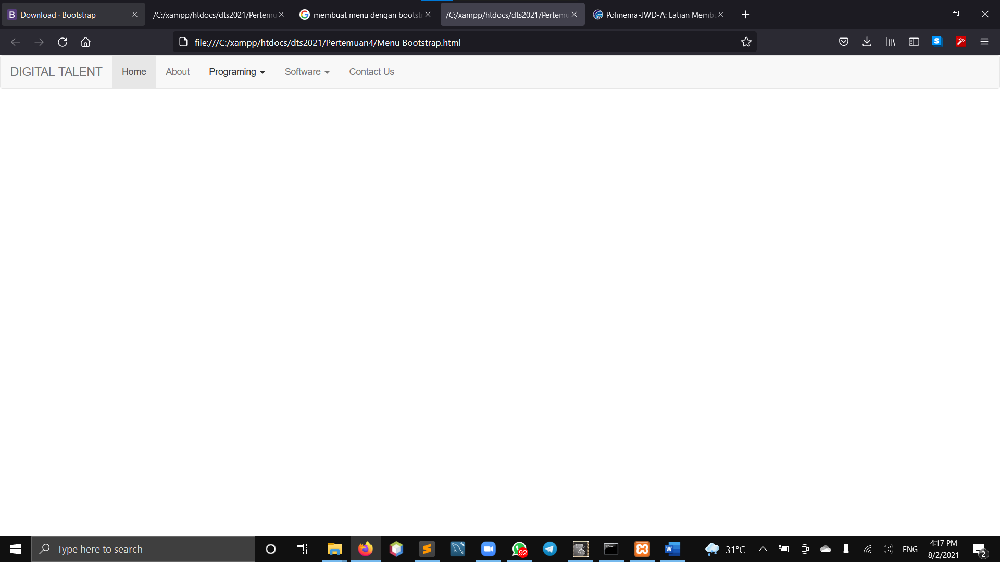 Download · Bootstrap
/C:/xampp/htdocs/dts2021/Pertemu
membuat menu dengan bootst
/C:/xampp/htdocs/dts2021/Pertemu
Polinema-JWD-A: Latian Memb
file:///C:/xampp/htdocs/dts2021/Pertemuan4/Menu Bootstrap.html
DIGITAL TALENT
Home
About
Programing
Software
Contact Us
Type here to search
92
31°C
ENG
4:17 PM
8/2/2021
2